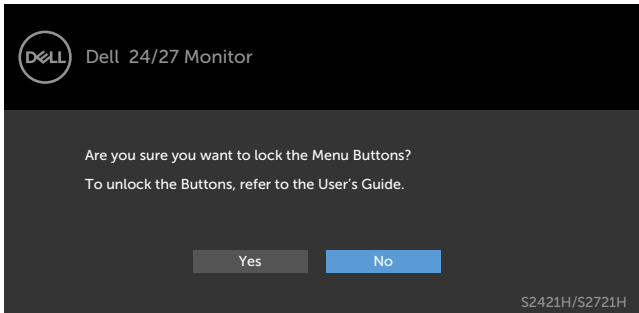 DELL
Dell 24/27 Monitor
Are you sure you want to lock the Menu Buttons?
To unlock the Buttons, refer to the User's Guide.
Yes No
S2421H/S2721H